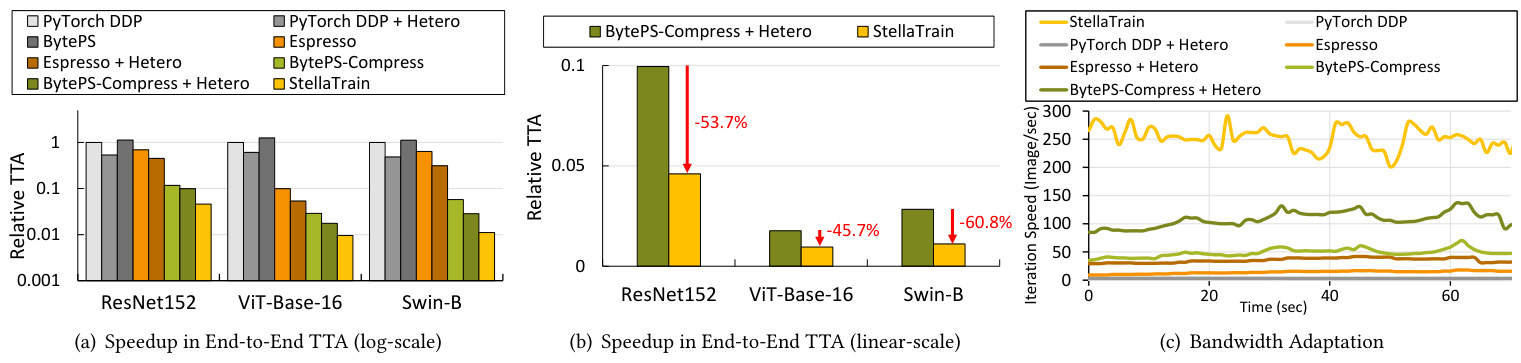 PyTorch DDP
PyTorch DDP + Hetero
BytePS
Espresso
Espresso + Hetero
BytePS-Compress
BytePS-Compress + Hetero
StellaTrain
Relative TTA
1
0.1
0.01
0.001
ResNet152
ViT-Base-16
Swin-B
(a) Speedup in End-to-End TTA (log-scale)
BytePS-Compress + Hetero
StellaTrain
Relative TTA
0.1
0.05
0
-53.7%
-45.7%
-60.8%
ResNet152
ViT-Base-16
Swin-B
(b) Speedup in End-to-End TTA (linear-scale)
StellaTrain
PyTorch DDP
PyTorch DDP + Hetero
Espresso
Espresso + Hetero
BytePS-Compress
BytePS-Compress + Hetero
Iteration Speed (Image/sec)
300
250
200
150
100
50
0
0
20
40
60
Time (sec)
(c) Bandwidth Adaptation